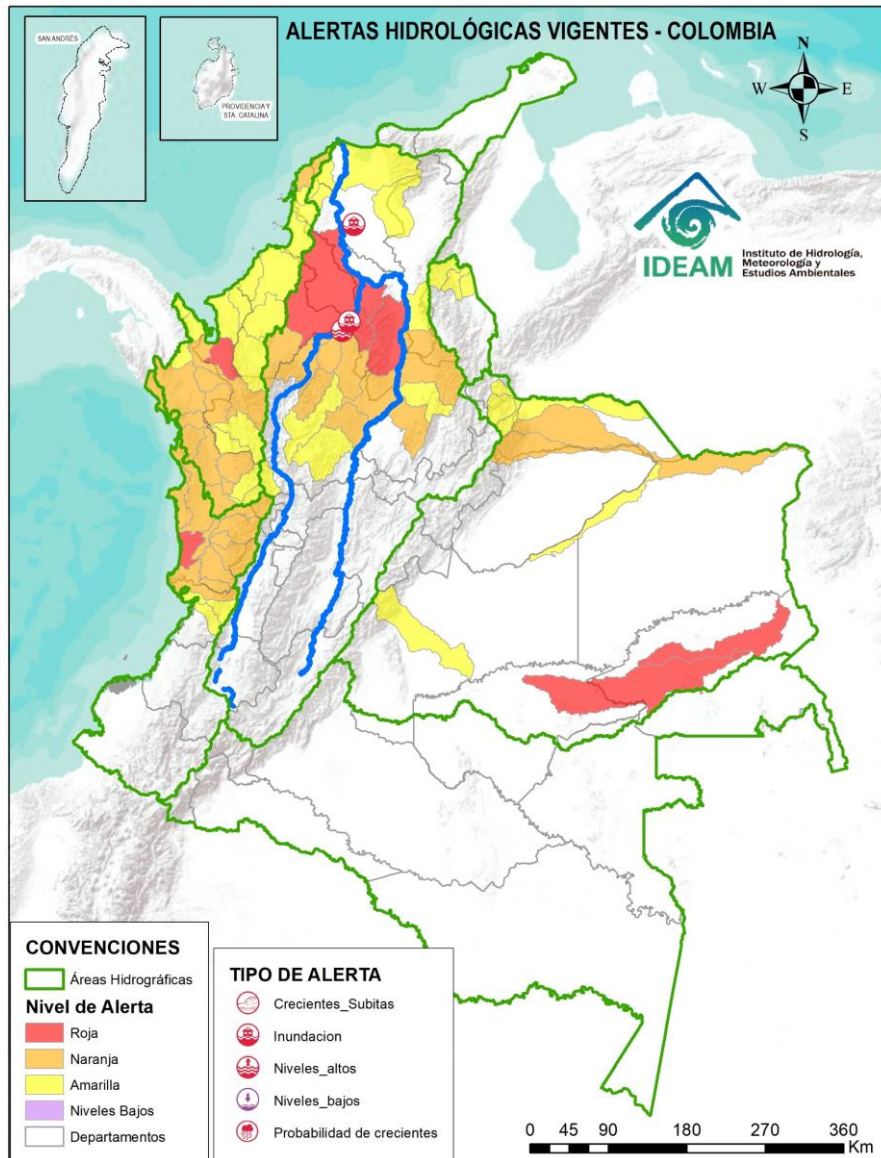 SAN ANDRÉS
PROVIDENCIA Y
STA. CATALINA
ALERTAS HIDROLÓGICAS VIGENTES - COLOMBIA
N
W
E
S
IDEAM
Instituto de Hidrología,
Meteorología y
Estudios Ambientales
CONVENCIONES
Áreas Hidrográficas
Nivel de Alerta
Roja
Naranja
Amarilla
Niveles Bajos
Departamentos
TIPO DE ALERTA
Crecientes_Subitas
Inundacion
Niveles_altos
Niveles_bajos
Probabilidad de crecientes
0 45 90 180 270 360
Km